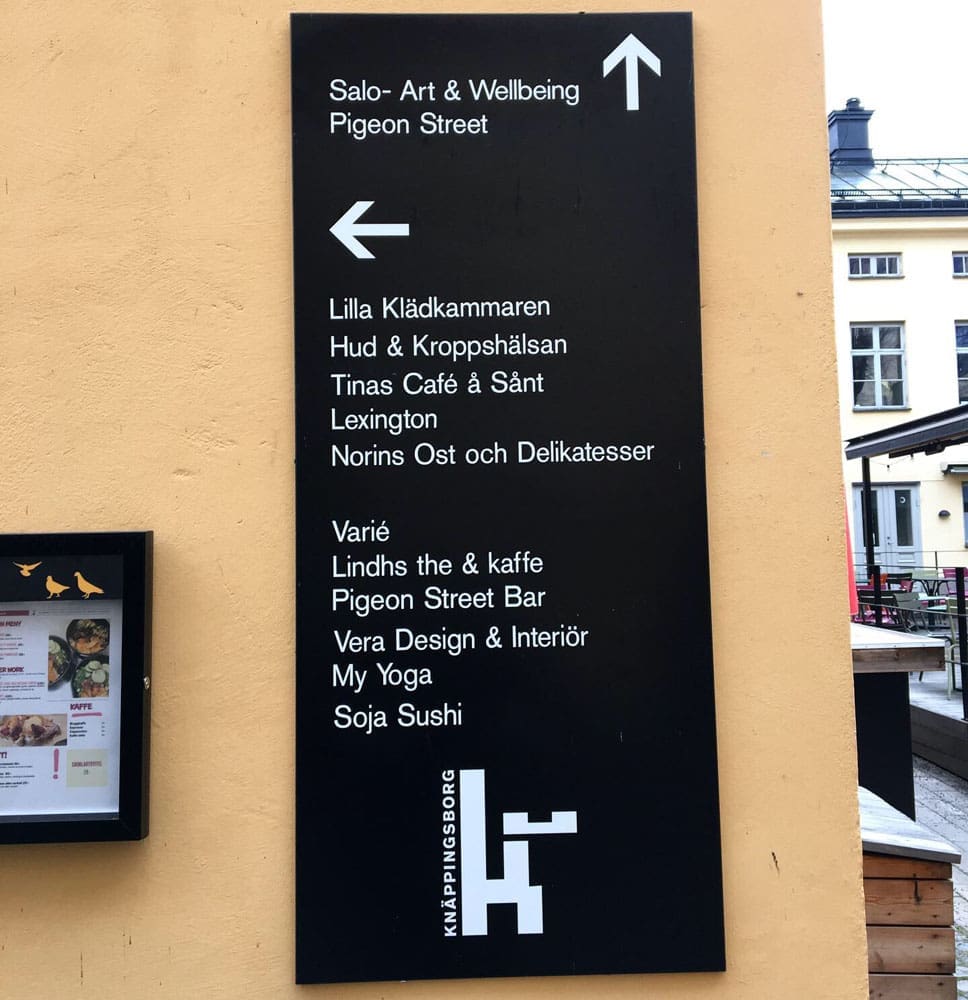 Salo- Art & Wellbeing
Pigeon Street
Lilla Klädkammaren
Hud & Kroppshälsan
Tinas Café å Sånt
Lexington
Norins Ost och Delikatesser
Varié
Lindhs the & kaffe
Pigeon Street Bar
Vera Design & Interiör
My Yoga
Soja Sushi
KNÄPPINGSBORG
KAFFE